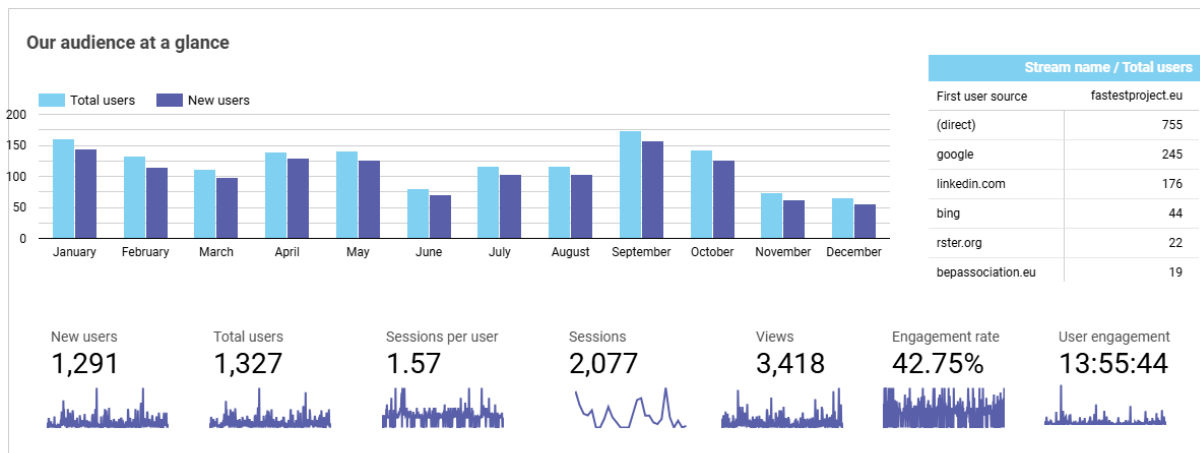 Our audience at a glance
Total users New users
200
150
100
50
0
January February March April May June July August September October November December
Stream name / Total users
First user source fastestproject.eu
(direct) 755
google 245
linkedin.com 176
bing 44
rster.org 22
bepassociation.eu 19
New users Total users Sessions per user Sessions Views Engagement rate User engagement
1,291 1,327 1.57 2,077 3,418 42.75% 13:55:44